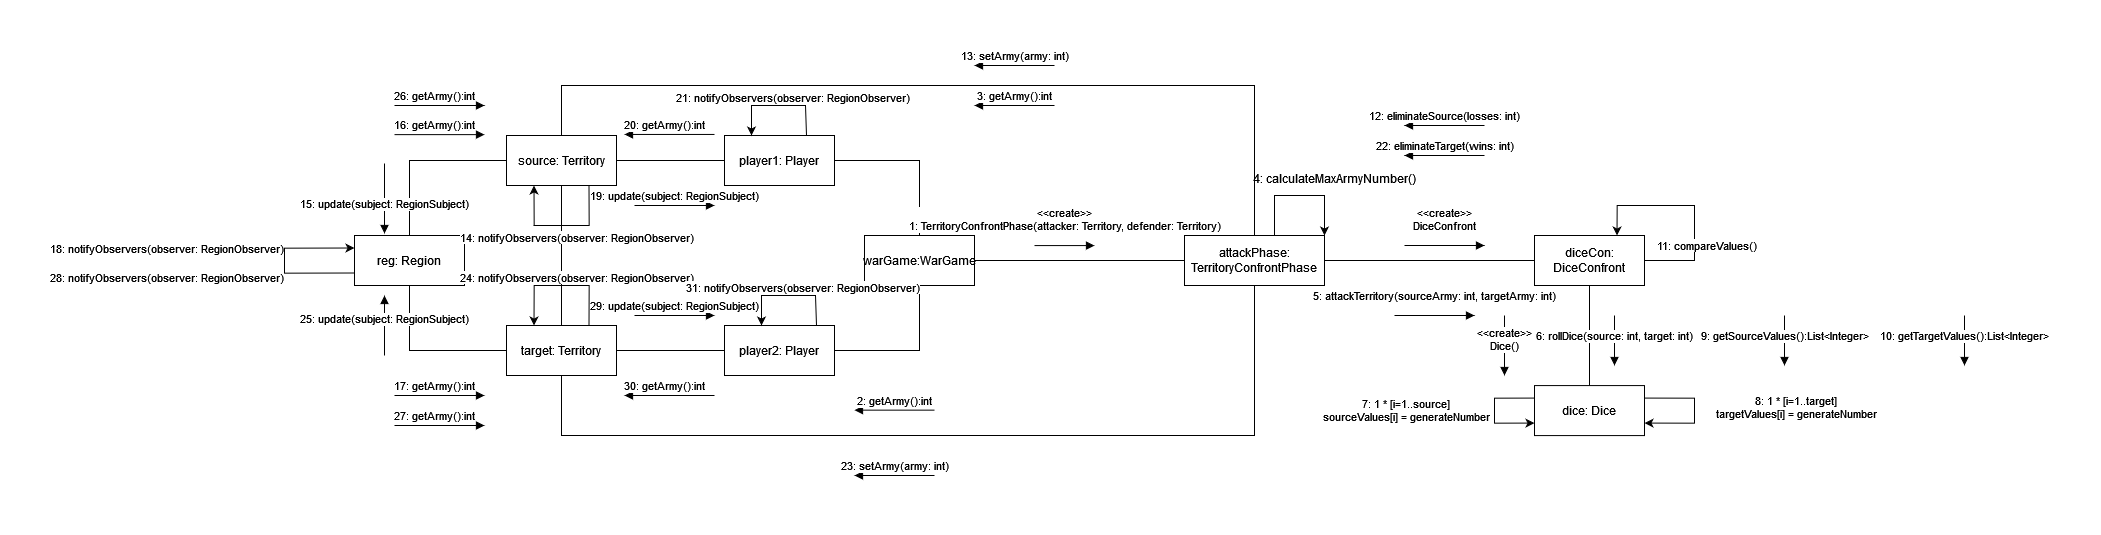 13: setArmy(army: int)
26: getArmy():int
21: notifyObservers(observer: RegionObserver)
3: getArmy():int
12: eliminateSource(losses: int)
16: getArmy():int
20: getArmy():int
22: eliminateTarget(wins: int)
source: Territory
player1: Player
4: calculateMaxArmyNumber()
19: update(subject: RegionSubject)
15: update(subject: RegionSubject)
<<create>>
1: TerritoryConfrontPhase(attacker: Territory, defender: Territory)
<<create>>
DiceConfront
14: notifyObservers(observer: RegionObserver)
18: notifyObservers(observer: RegionObserver)
11: compareValues()
reg: Region
warGame:WarGame
attackPhase:
TerritoryConfrontPhase
diceCon:
DiceConfront
28: notifyObservers(observer: RegionObserver)
24: notifyObservers(observer: RegionObserver)
31: notifyObservers(observer: RegionObserver)
5: attackTerritory(sourceArmy: int, targetArmy: int)
29: update(subject: RegionSubject)
25: update(subject: RegionSubject)
<<create>>
Dice()
6: rollDice(source: int, target: int)
9: getSourceValues():List<Integer>
10: getTargetValues():List<Integer>
target: Territory
player2: Player
17: getArmy():int
30: getArmy():int
2: getArmy():int
7: 1 * [i=1..source]
sourceValues[i] = generateNumber
dice: Dice
8: 1 * [i=1..target]
targetValues[i] = generateNumber
27: getArmy():int
23: setArmy(army: int)